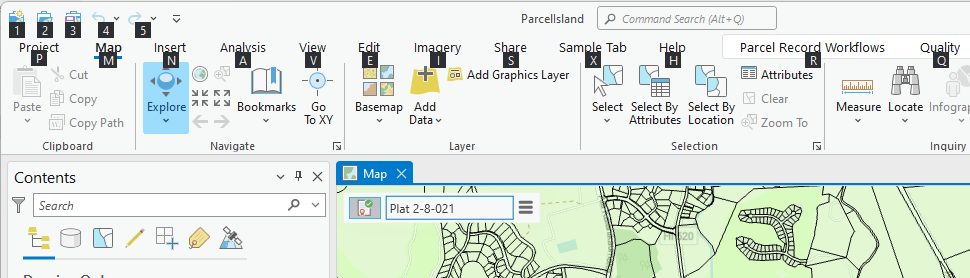 ParcelIsland
Command Search (Alt+Q)
1 2 3 4 5
Project Map Insert Analysis View Edit Imagery Share Sample Tab Help Parcel Record Workflows Quality
P M N A V E I S X H R Q
Paste
Cut
Copy
Copy Path
Clipboard
Explore
Bookmarks
Go
To XY
Navigate
Basemap
Add
Data
Add Graphics Layer
Layer
Select
Select By
Attributes
Select By
Location
Attributes
Clear
Zoom To
Selection
Measure
Locate
Infograp
Inquiry
Contents
Search
Map
Plat 2-8-021